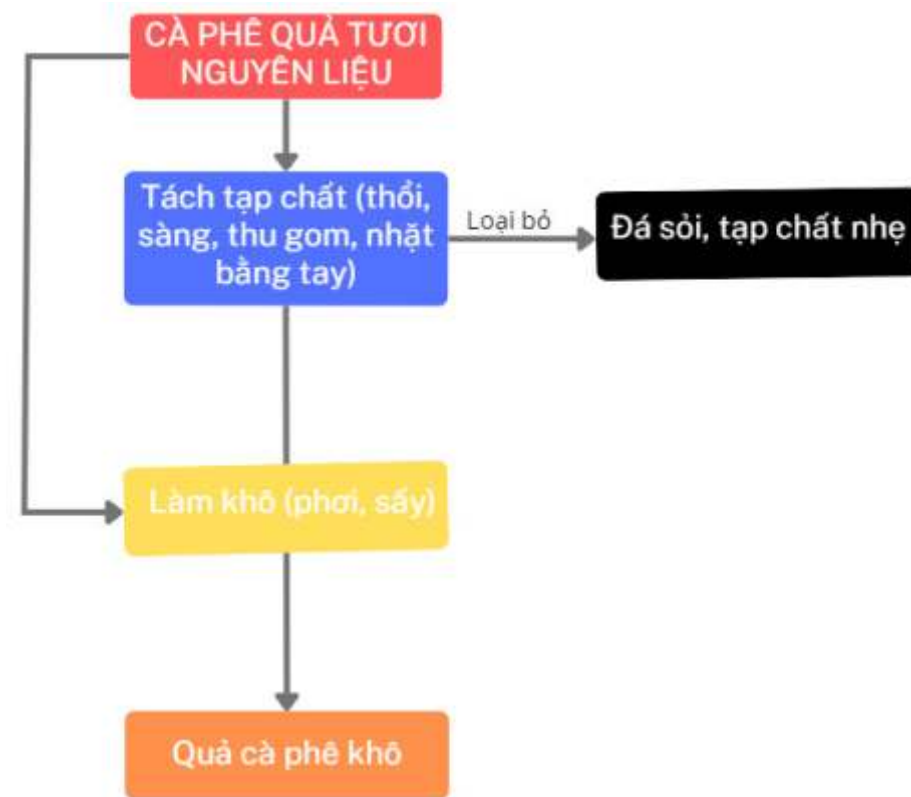 CÀ PHÊ QUẢ TƯƠI
NGUYÊN LIỆU
Tách tạp chất (thổi,
sàng, thu gom, nhặt
bằng tay)
Loại bỏ
Đá sỏi, tạp chất nhẹ
Làm khô (phơi, sấy)
Quả cà phê khô